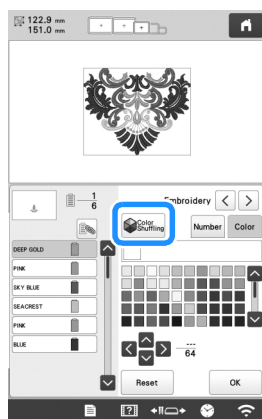 122.9 mm
151.0 mm
1
6
Embroidery
Color
Shuffling
Number
Color
DEEP GOLD
PINK
SKY BLUE
SEACREST
PINK
BLUE
---
64
Reset
OK